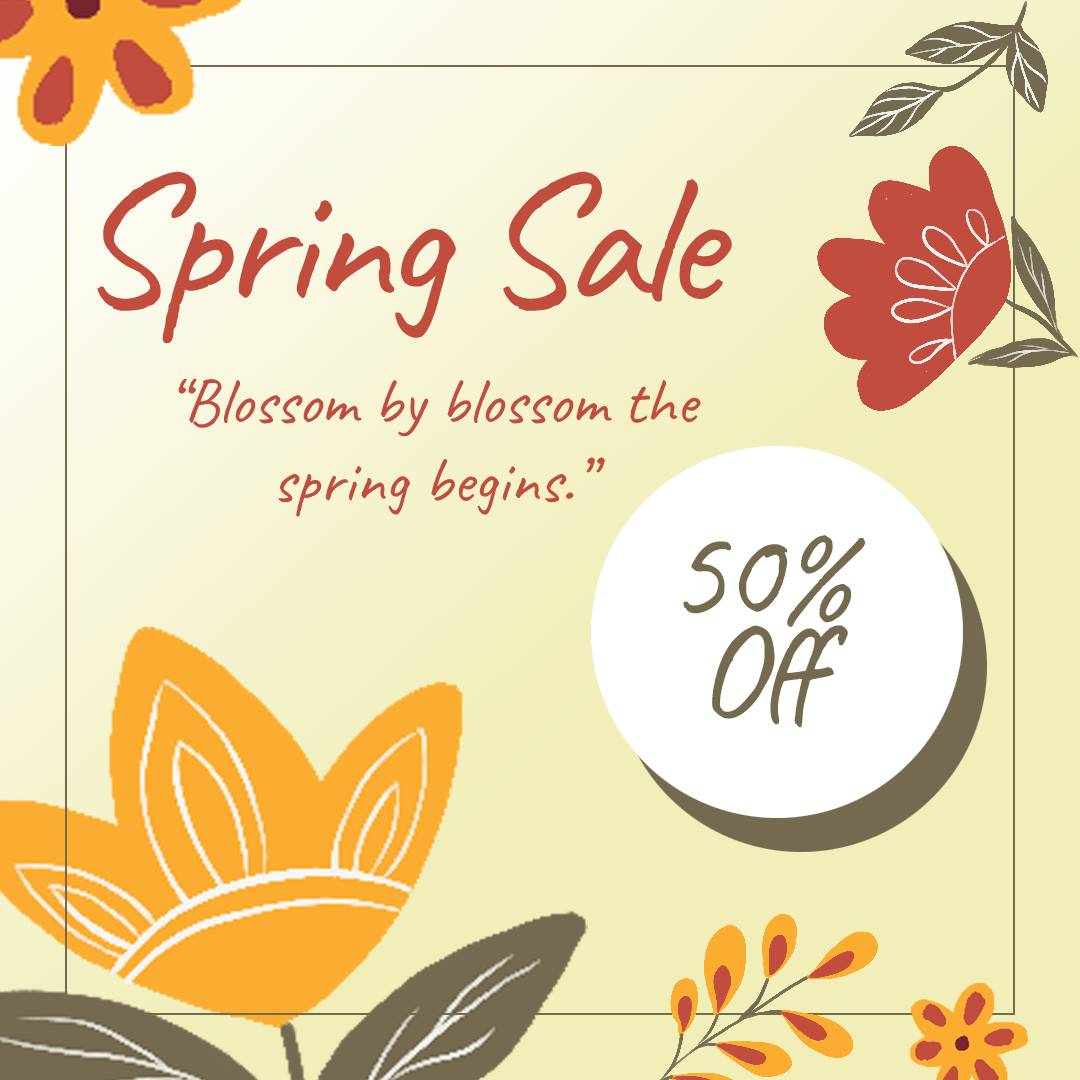 Spring Sale
“Blossom by blossom the
spring begins.”
50%
Off